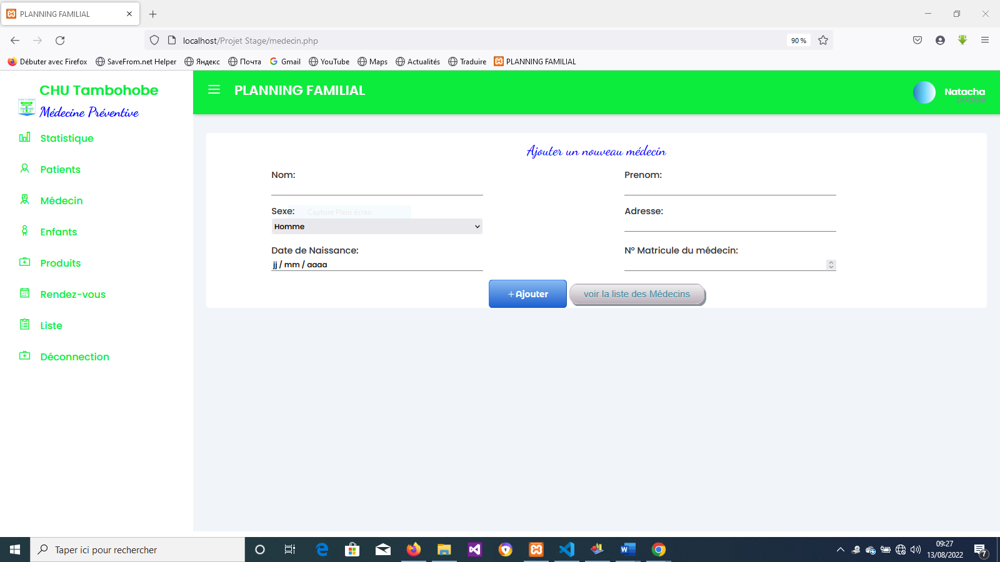 PLANNING FAMILIAL
localhost/Projet Stage/medecin.php
90 %
Débuter avec Firefox
SaveFrom.net Helper
Яндекс
Почта
Gmail
YouTube
Maps
Actualités
Traduire
PLANNING FAMILIAL
CHU Tambohobe
Médecine Préventive
Statistique
Patients
Médecin
Enfants
Produits
Rendez-vous
Liste
Déconnection
PLANNING FAMILIAL
Natacha
Ajouter un nouveau médecin
Nom:
Prenom:
Sexe:
Capture Plein écran
Homme
Adresse:
Date de Naissance:
jj / mm / aaaa
N° Matricule du médecin:
+Ajouter
voir la liste des Médecins
Taper ici pour rechercher
09:27
13/08/2022
7